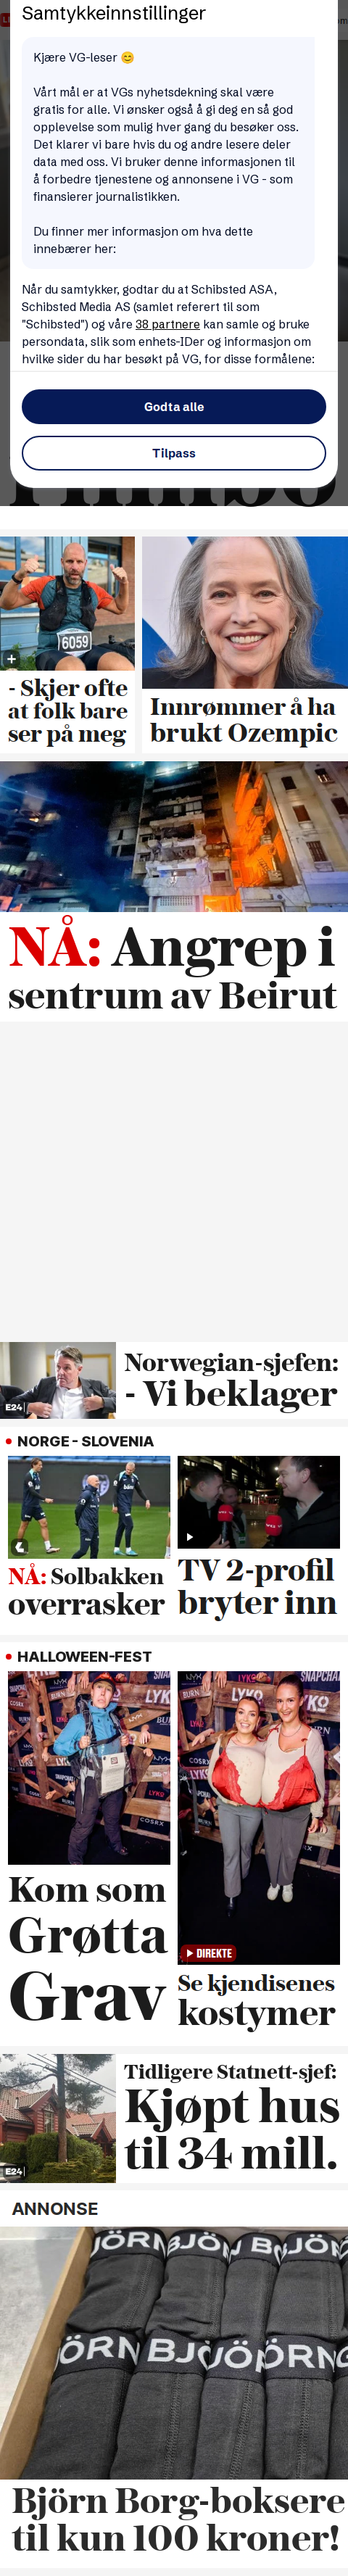 Samtykkeinnstillinger
Kjære VG-leser 😊
Vårt mål er at VGs nyhetsdekning skal være
gratis for alle. Vi ønsker også å gi deg en så god
opplevelse som mulig hver gang du besøker oss.
Det klarer vi bare hvis du og andre lesere deler
data med oss. Vi bruker denne informasjonen til
å forbedre tjenestene og annonsene i VG - som
finansierer journalistikken.
Du finner mer informasjon om hva dette
innebærer her:
Når du samtykker, godtar du at Schibsted ASA,
Schibsted Media AS (samlet referert til som
"Schibsted") og våre 38 partnere kan samle og bruke
persondata, slik som enhets-IDer og informasjon om
hvilke sider du har besøkt på VG, for disse formålene:
Godta alle
Tilpass
6059
- Skjer ofte
at folk bare
ser på meg
Innrømmer å ha
brukt Ozempic
NÅ: Angrep i
sentrum av Beirut
E24
Norwegian-sjefen:
- Vi beklager
NORGE - SLOVENIA
NÅ: Solbakken
overrasker
TV 2-profil
bryter inn
HALLOWEEN-FEST
LYKO
COSRX
SNAPCHAT
LYKO
BURN
COSRX
Kom som
Grøtta
Grav
DIREKTE
Se kjendisenes
kostymer
E24
Tidligere Statnett-sjef:
Kjøpt hus
til 34 mill.
ANNONSE
Björn Borg-boksere
til kun 100 kroner!